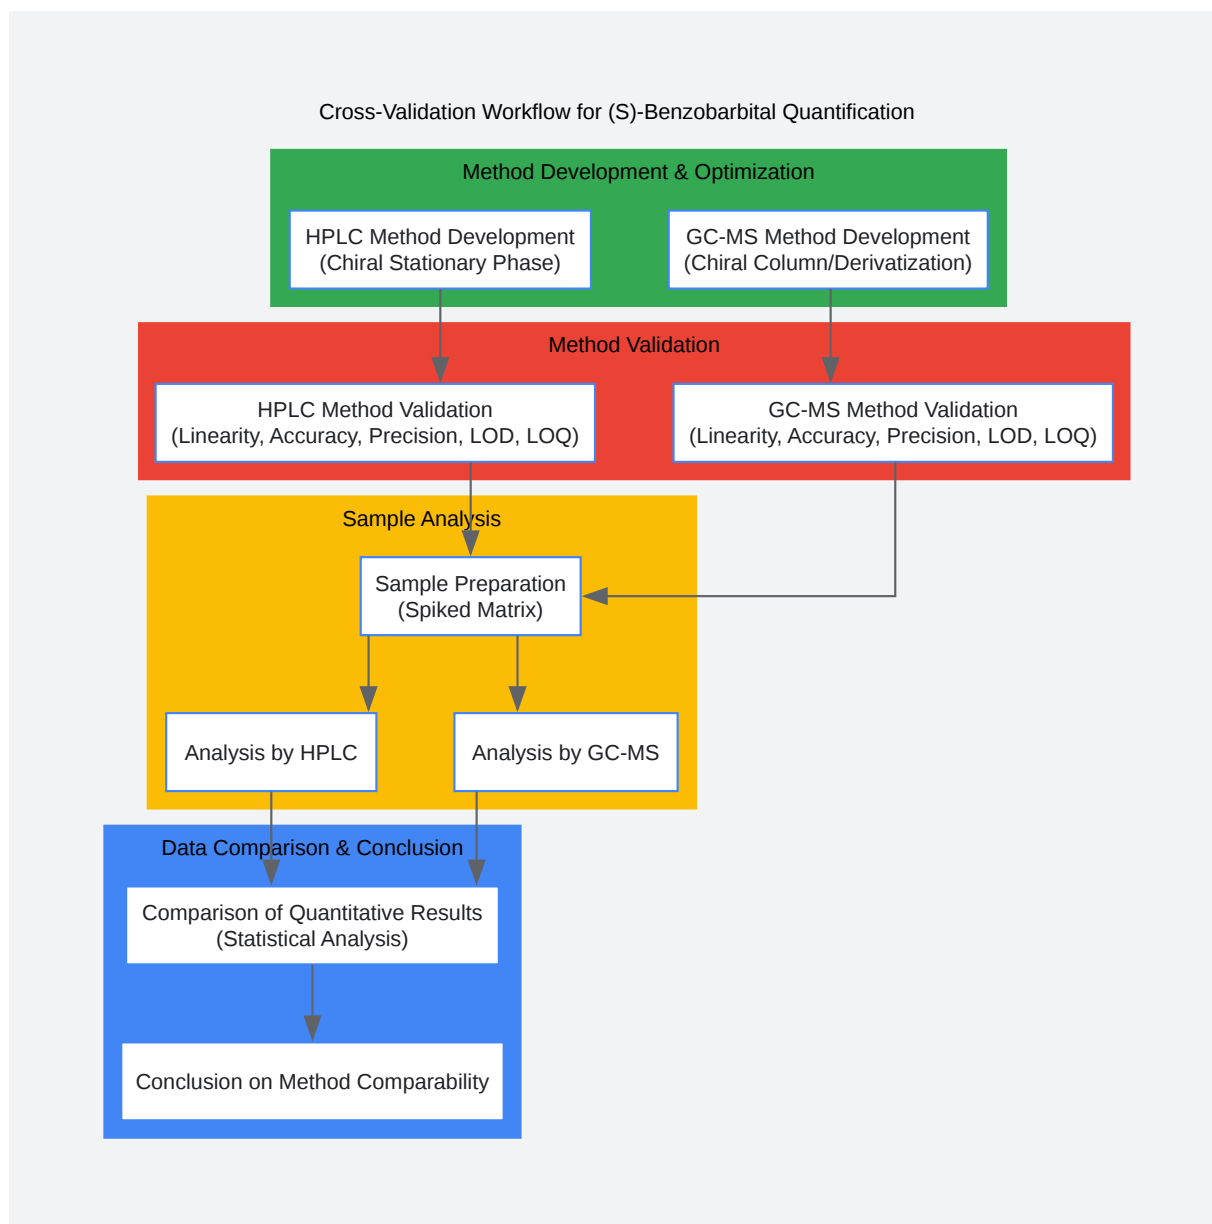 Cross-Validation Workflow for (S)-Benzobarbital Quantification
Method Development & Optimization
HPLC Method Development
(Chiral Stationary Phase)
GC-MS Method Development
(Chiral Column/Derivatization)
Method Validation
HPLC Method Validation
(Linearity, Accuracy, Precision, LOD, LOQ)
GC-MS Method Validation
(Linearity, Accuracy, Precision, LOD, LOQ)
Sample Analysis
Sample Preparation
(Spiked Matrix)
Analysis by HPLC
Analysis by GC-MS
Data Comparison & Conclusion
Comparison of Quantitative Results
(Statistical Analysis)
Conclusion on Method Comparability